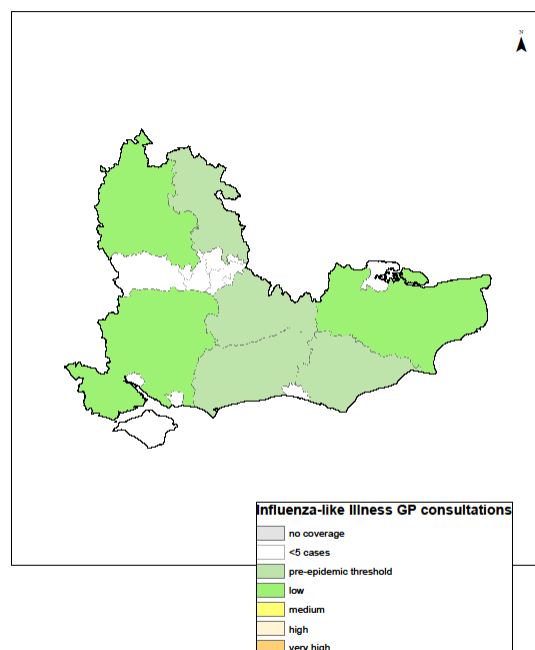 N
Influenza-like Illness GP consultations
no coverage
<5 cases
pre-epidemic threshold
low
medium
high
very high